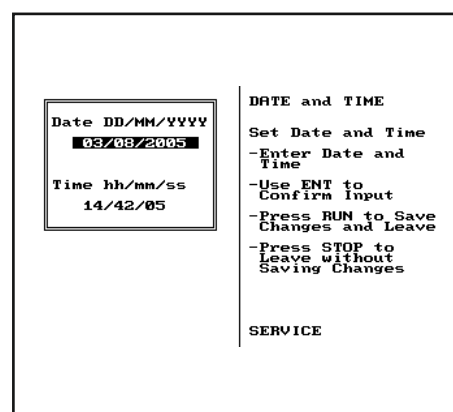 Date DD/MM/YYYY
03/08/2005
Time hh/mm/ss
14/42/05
DATE and TIME
Set Date and Time
-Enter Date and
Time
-Use ENT to
Confirm Input
-Press RUN to Save
Changes and Leave
-Press STOP to
Leave without
Saving Changes
SERVICE